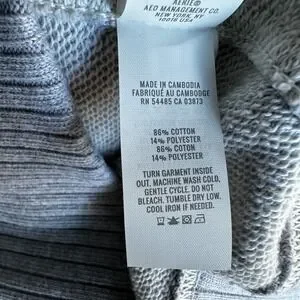 AERIE®
AEO MANAGEMENT CO.
NEW YORK, NY
10016 USA
MADE IN CAMBODIA
FABRIQUÉ AU CAMBODGE
RN 54485 CA 03873
86% COTTON
14% POLYESTER
86% COTON
14% POLYESTER
TURN GARMENT INSIDE
OUT. MACHINE WASH COLD,
GENTLE CYCLE. DO NOT
BLEACH. TUMBLE DRY LOW.
COOL IRON IF NEEDED.